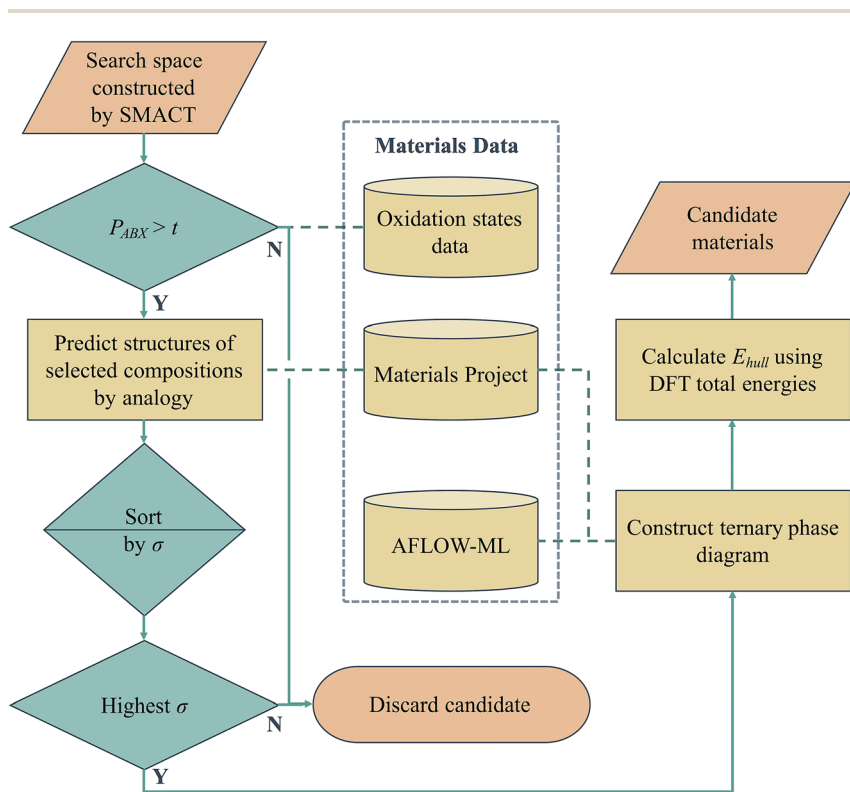 Search space
constructed
by SMACT
P_ABX > t
N
Y
Predict structures of
selected compositions
by analogy
Sort
by σ
Highest σ
N
Y
Materials Data
Oxidation states
data
Materials Project
AFLOW-ML
Discard candidate
Candidate
materials
Calculate E_hull using
DFT total energies
Construct ternary phase
diagram